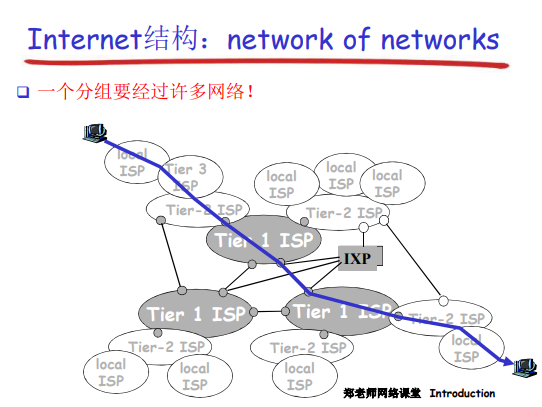 Internet结构：network of networks
一个分组要经过许多网络！
local
ISP
Tier 3
ISP
Tier-2 ISP
local
ISP
local
ISP
local
ISP
Tier-2 ISP
Tier 1 ISP
IXP
Tier 1 ISP
Tier 1 ISP
Tier-2 ISP
Tier-2 ISP
Tier-2 ISP
local
ISP
local
ISP
local
ISP
local
ISP
郑老师网络课堂 Introduction